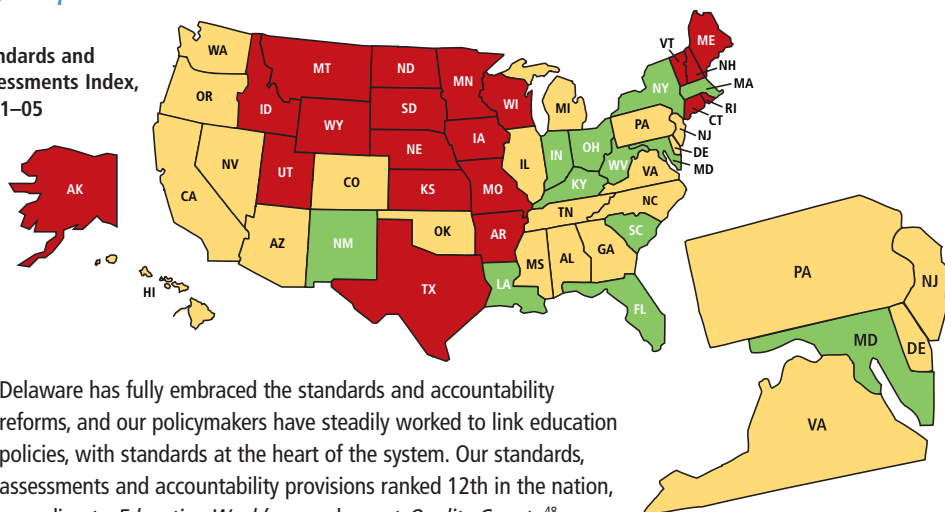 ndards and
essments Index,
1–05
WA
OR
CA
NV
ID
MT
WY
UT
AZ
CO
NM
ND
SD
NE
KS
OK
TX
MN
IA
MO
AR
LA
WI
IL
MS
MI
IN
OH
KY
TN
AL
GA
FL
SC
NC
VA
WV
PA
NY
VT
ME
NH
MA
RI
CT
NJ
DE
MD
AK
HI
PA
NJ
MD
DE
VA
Delaware has fully embraced the standards and accountability
reforms, and our policymakers have steadily worked to link education
policies, with standards at the heart of the system. Our standards,
assessments and accountability provisions ranked 12th in the nation,